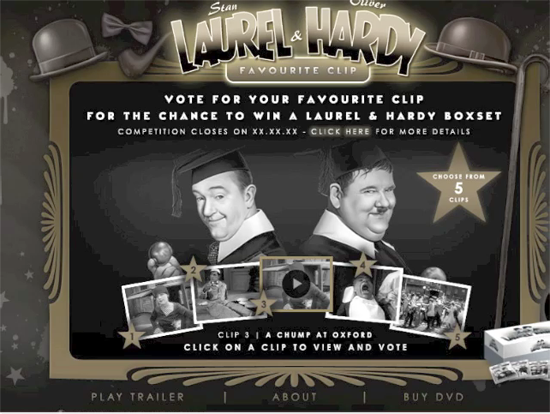 Stan Oliver
LAUREL & HARDY
FAVOURITE CLIP
VOTE FOR YOUR FAVOURITE CLIP
FOR THE CHANCE TO WIN A LAUREL & HARDY BOXSET
COMPETITION CLOSES ON XX.XX.XX - CLICK HERE FOR MORE DETAILS
CHOOSE FROM
5
CLIPS
2
4
1
3
5
CLIP 3 | A CHUMP AT OXFORD
CLICK ON A CLIP TO VIEW AND VOTE
PLAY TRAILER | ABOUT | BUY DVD